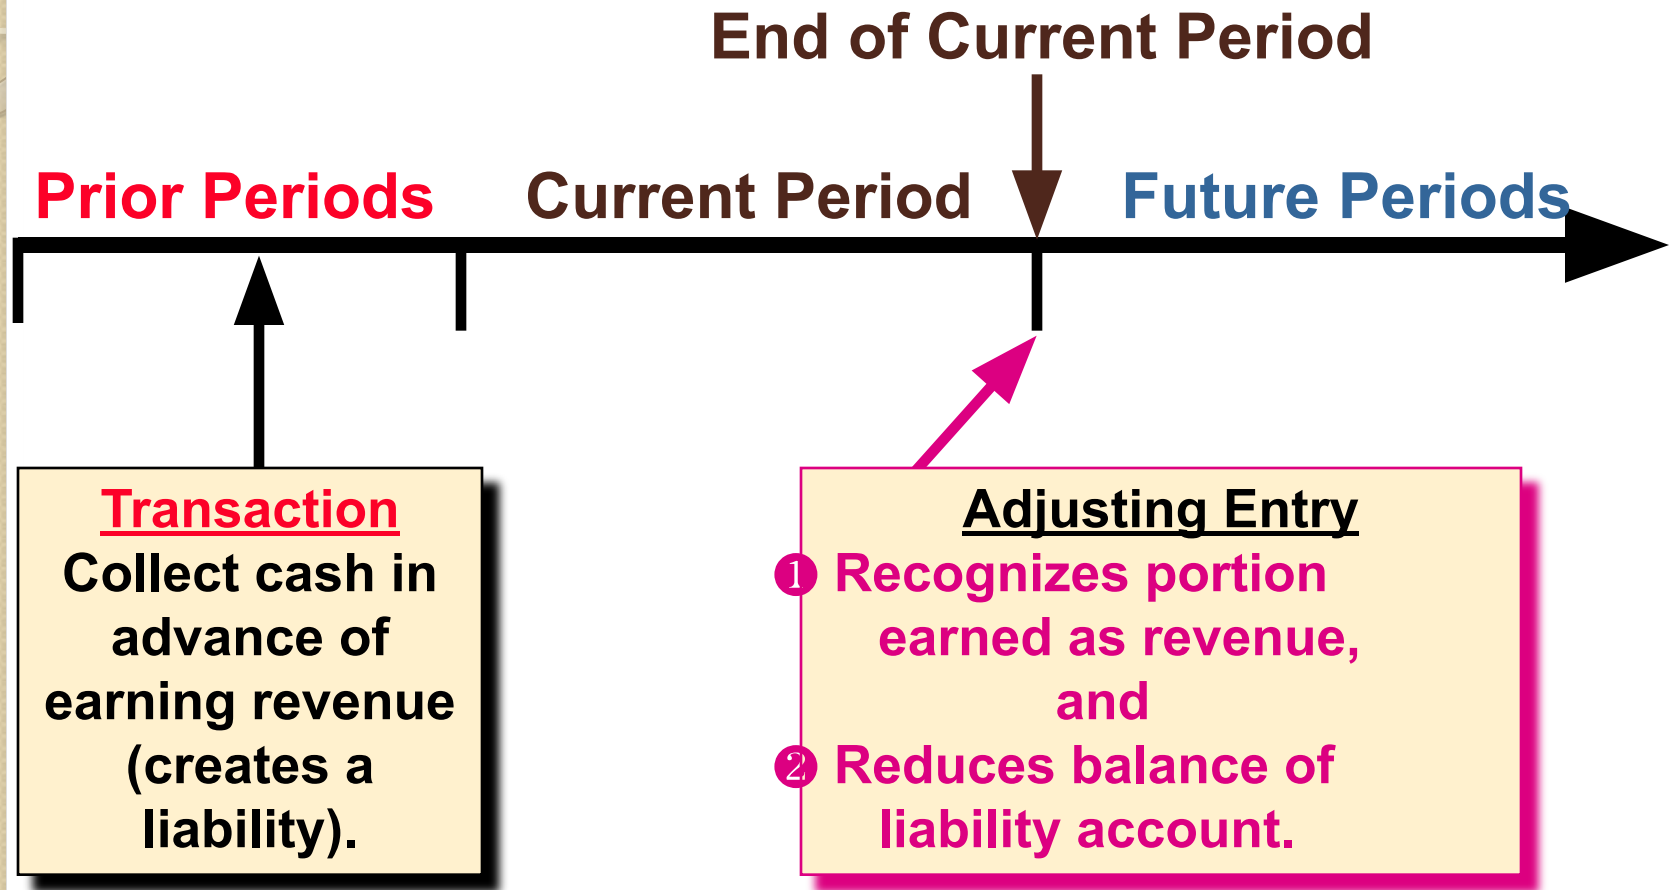 End of Current Period
Prior Periods
Current Period
Future Periods
Transaction
Collect cash in
advance of
earning revenue
(creates a
liability).
Adjusting Entry
❶ Recognizes portion
earned as revenue,
and
❷ Reduces balance of
liability account.